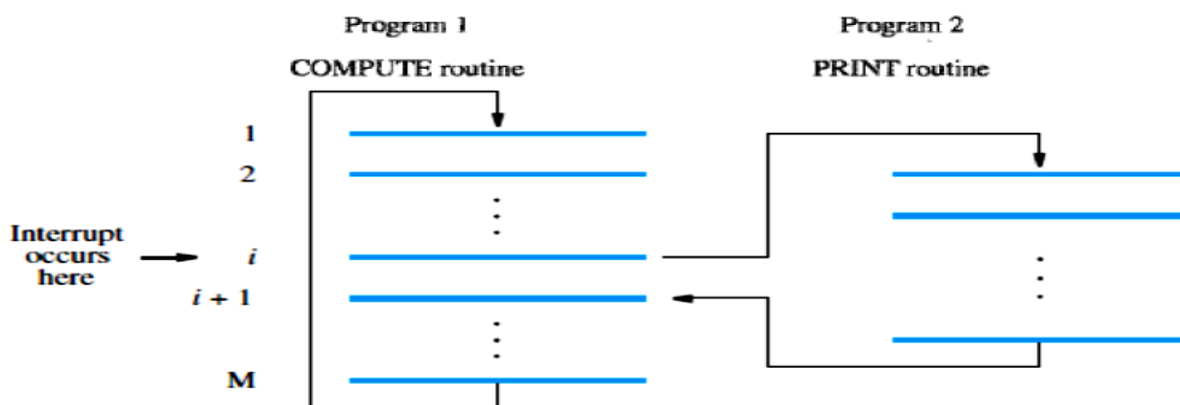 Program 1
COMPUTE routine
Program 2
PRINT routine
1
2
Interrupt
occurs
here
i
i + 1
M